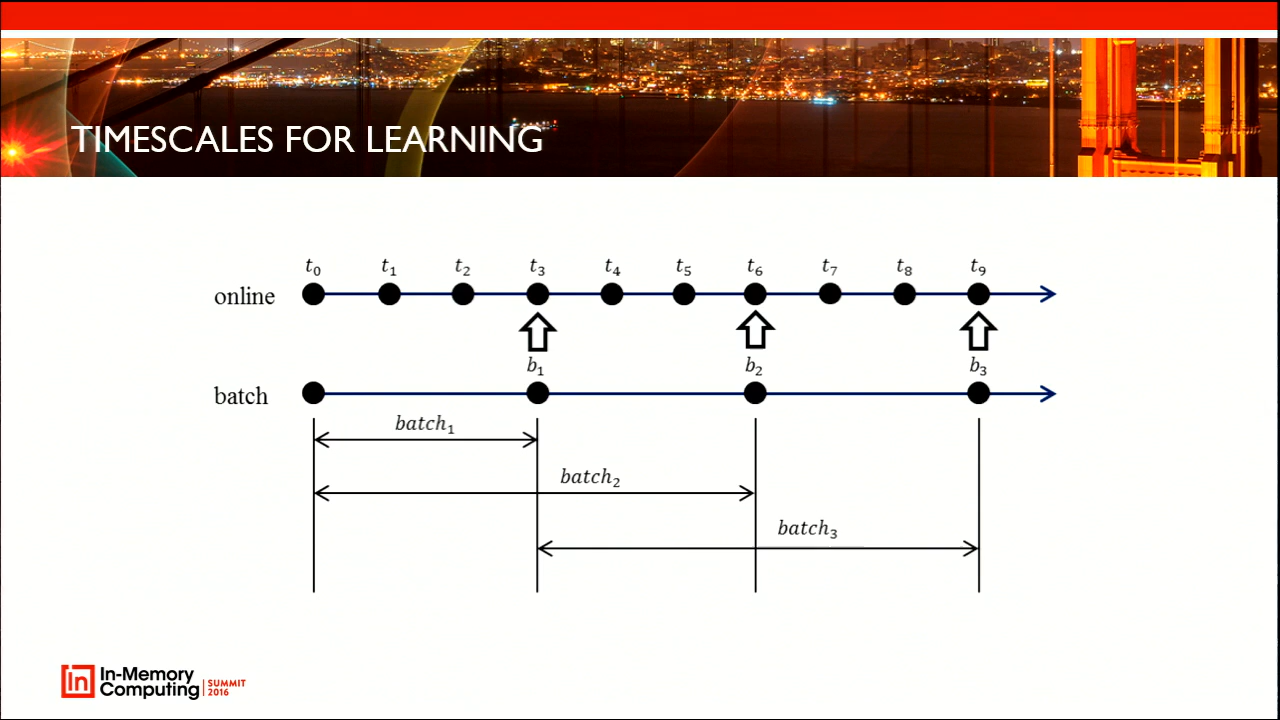 TIMESCALES FOR LEARNING
t₀ t₁ t₂ t₃ t₄ t₅ t₆ t₇ t₈ t₉
online
b₁ b₂ b₃
batch
batch₁
batch₂
batch₃
In-Memory
Computing
SUMMIT
2016